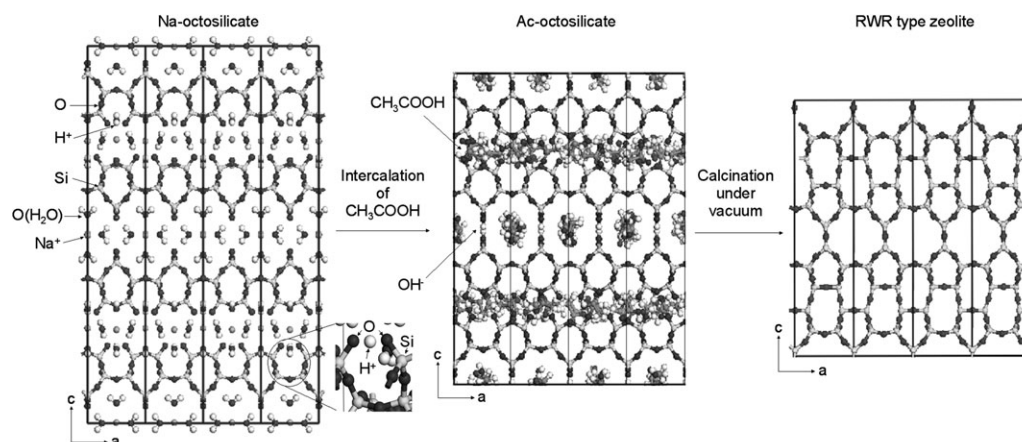 Na-octosilicate
Ac-octosilicate
RWR type zeolite
O
H⁺
Si
O(H₂O)
Na⁺
c
a
O
Si
H⁺
Intercalation
of
CH₃COOH
CH₃COOH
OH⁻
c
a
Calcination
under
vacuum
c
a